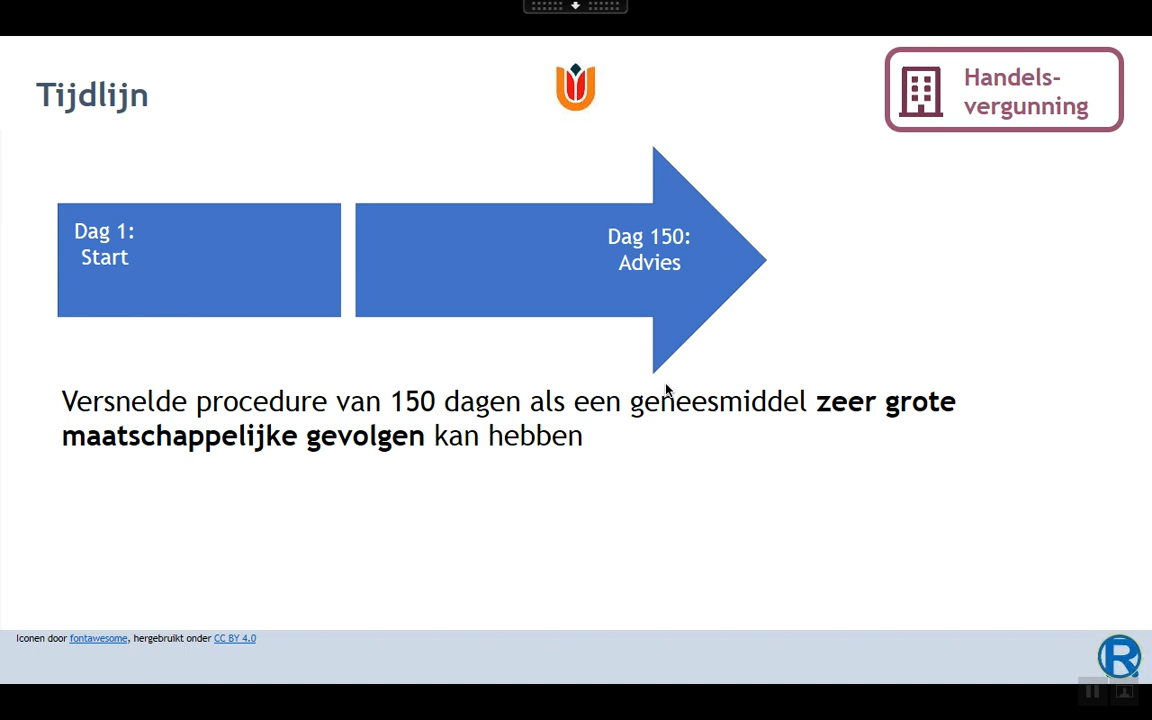 Tijdlijn
Handels-
vergunning
Dag 1:
Start
Dag 150:
Advies
Versnelde procedure van 150 dagen als een geneesmiddel zeer grote
maatschappelijke gevolgen kan hebben
Iconen door fontawesome, hergebruikt onder CC BY 4.0
R